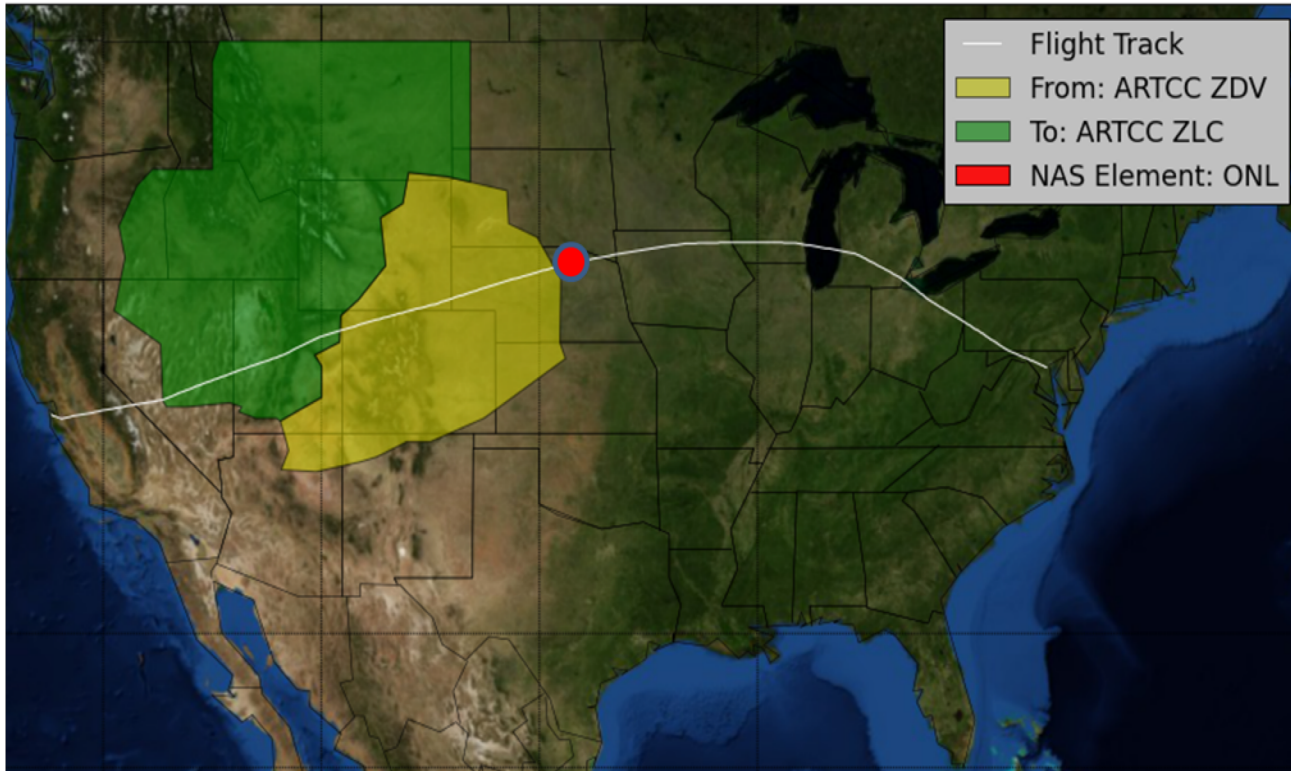 Flight Track
From: ARTCC ZDV
To: ARTCC ZLC
NAS Element: ONL